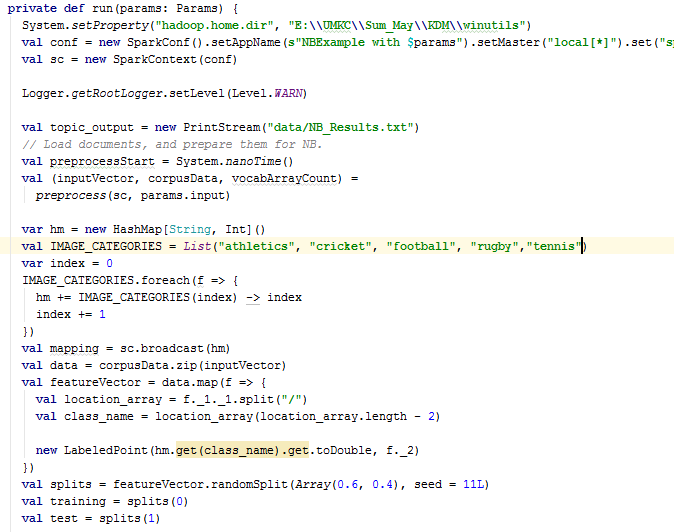 private def run(params: Params) {
System.setProperty("hadoop.home.dir", "E:\\UMKC\\Sum_May\\KDM\\winutils")
val conf = new SparkConf().setAppName(s"NBExample with $params").setMaster("local[*]").set("s
val sc = new SparkContext(conf)
Logger.getRootLogger.setLevel(Level.WARN)
val topic_output = new PrintStream("data/NB_Results.txt")
// Load documents, and prepare them for NB.
val preprocessStart = System.nanoTime()
val (inputVector, corpusData, vocabArrayCount) =
preprocess(sc, params.input)
var hm = new HashMap[String, Int]()
val IMAGE_CATEGORIES = List("athletics", "cricket", "football", "rugby","tennis")
var index = 0
IMAGE_CATEGORIES.foreach(f => {
hm += IMAGE_CATEGORIES(index) -> index
index += 1
})
val mapping = sc.broadcast(hm)
val data = corpusData.zip(inputVector)
val featureVector = data.map(f => {
val location_array = f._1._1.split("/")
val class_name = location_array(location_array.length - 2)
new LabeledPoint(hm.get(class_name).get.toDouble, f._2)
})
val splits = featureVector.randomSplit(Array(0.6, 0.4), seed = 11L)
val training = splits(0)
val test = splits(1)